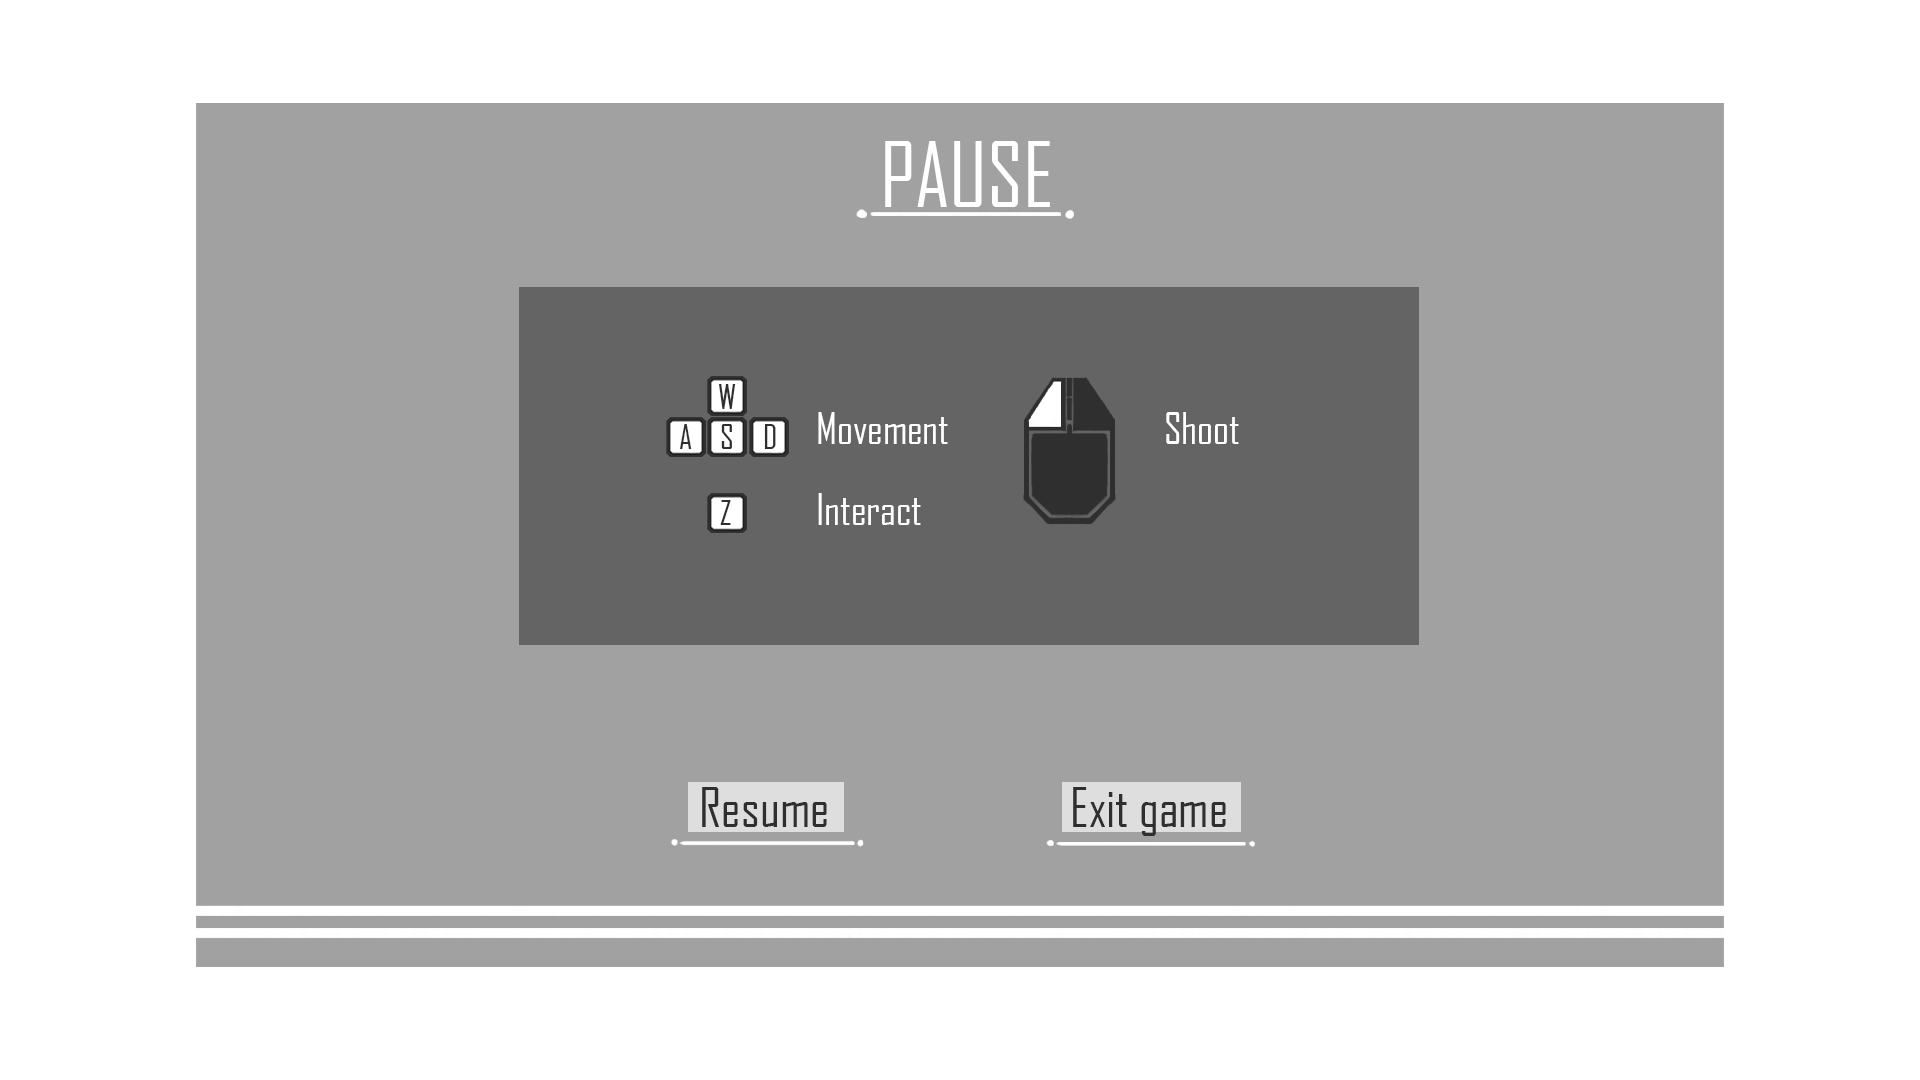 PAUSE
W
A S D Movement
Shoot
Z Interact
Resume
Exit game